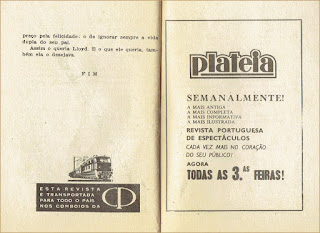 preço pela felicidade: o de ignorar sempre a vida
dupla do seu pai.
Assim o queria LLord. E o que ele queria, tam-
bém ela o desejava.
FIM
ESTA REVISTA
É TRANSPORTADA
PARA TODO O PAÍS
NOS COMBOIOS DA
CP
plateia
SEMANALMENTE!
A MAIS ANTIGA
A MAIS COMPLETA
A MAIS INFORMATIVA
A MAIS ILUSTRADA
REVISTA PORTUGUESA
DE ESPECTÁCULOS
CADA VEZ MAIS NO CORAÇÃO
DO SEU PÚBLICO!
AGORA
TODAS AS 3.AS FEIRAS!